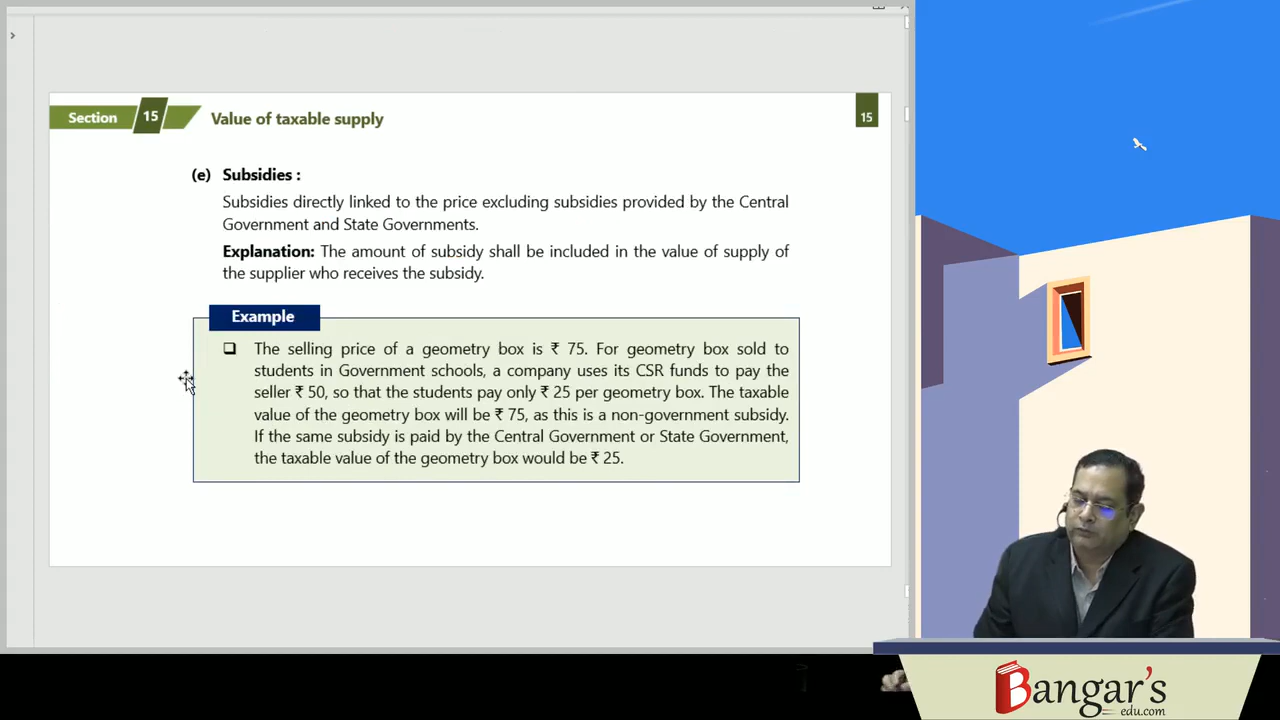 Section 15 Value of taxable supply 15
(e) Subsidies :
Subsidies directly linked to the price excluding subsidies provided by the Central
Government and State Governments.
Explanation: The amount of subsidy shall be included in the value of supply of
the supplier who receives the subsidy.
Example
❑ The selling price of a geometry box is ₹ 75. For geometry box sold to
students in Government schools, a company uses its CSR funds to pay the
seller ₹ 50, so that the students pay only ₹ 25 per geometry box. The taxable
value of the geometry box will be ₹ 75, as this is a non-government subsidy.
If the same subsidy is paid by the Central Government or State Government,
the taxable value of the geometry box would be ₹ 25.
Bangar's
edu.com